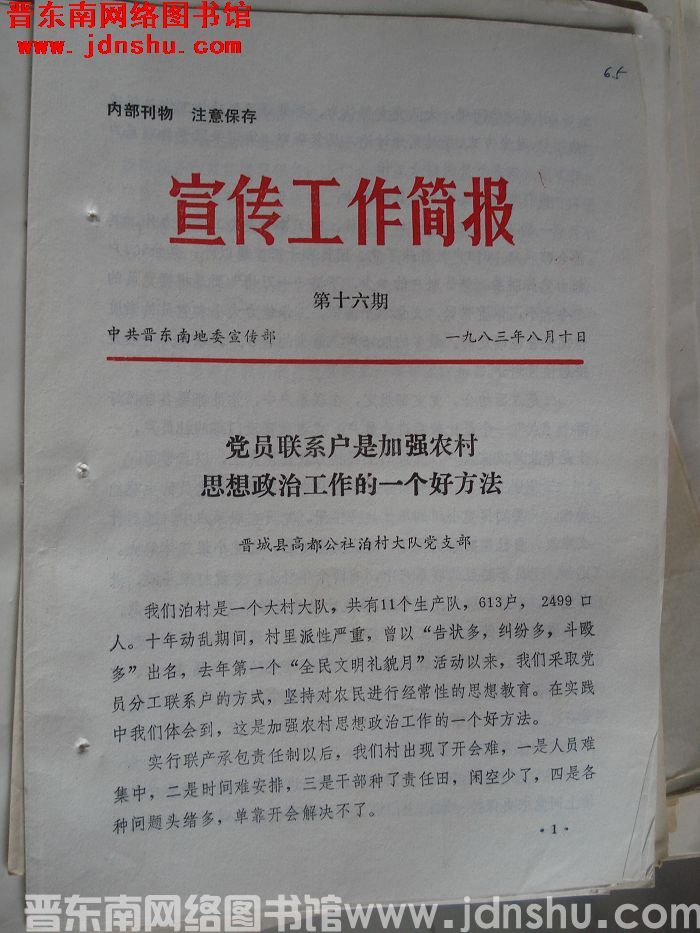 晋东南网络图书馆
www.jdnshu.com
65
内部刊物 注意保存
宣传工作简报
第十六期
中共晋东南地委宣传部 一九八三年八月十日
党员联系户是加强农村
思想政治工作的一个好方法
晋城县高都公社泊村大队党支部
我们泊村是一个大村大队，共有11个生产队，613户， 2499 口
人。十年动乱期间，村里派性严重，曾以“告状多，纠纷多，斗殴
多”出名，去年第一个“全民文明礼貌月”活动以来，我们采取党
员分工联系户的方式，坚持对农民进行经常性的思想教育。在实践
中我们体会到，这是加强农村思想政治工作的一个好方法。
实行联产承包责任制以后，我们村出现了开会难，一是人员难
集中，二是时间难安排，三是干部种了责任田，闲空少了，四是各
种问题头绪多，单靠开会解决不了。
·1·
晋东南网络图书馆 www.jdnshu.com